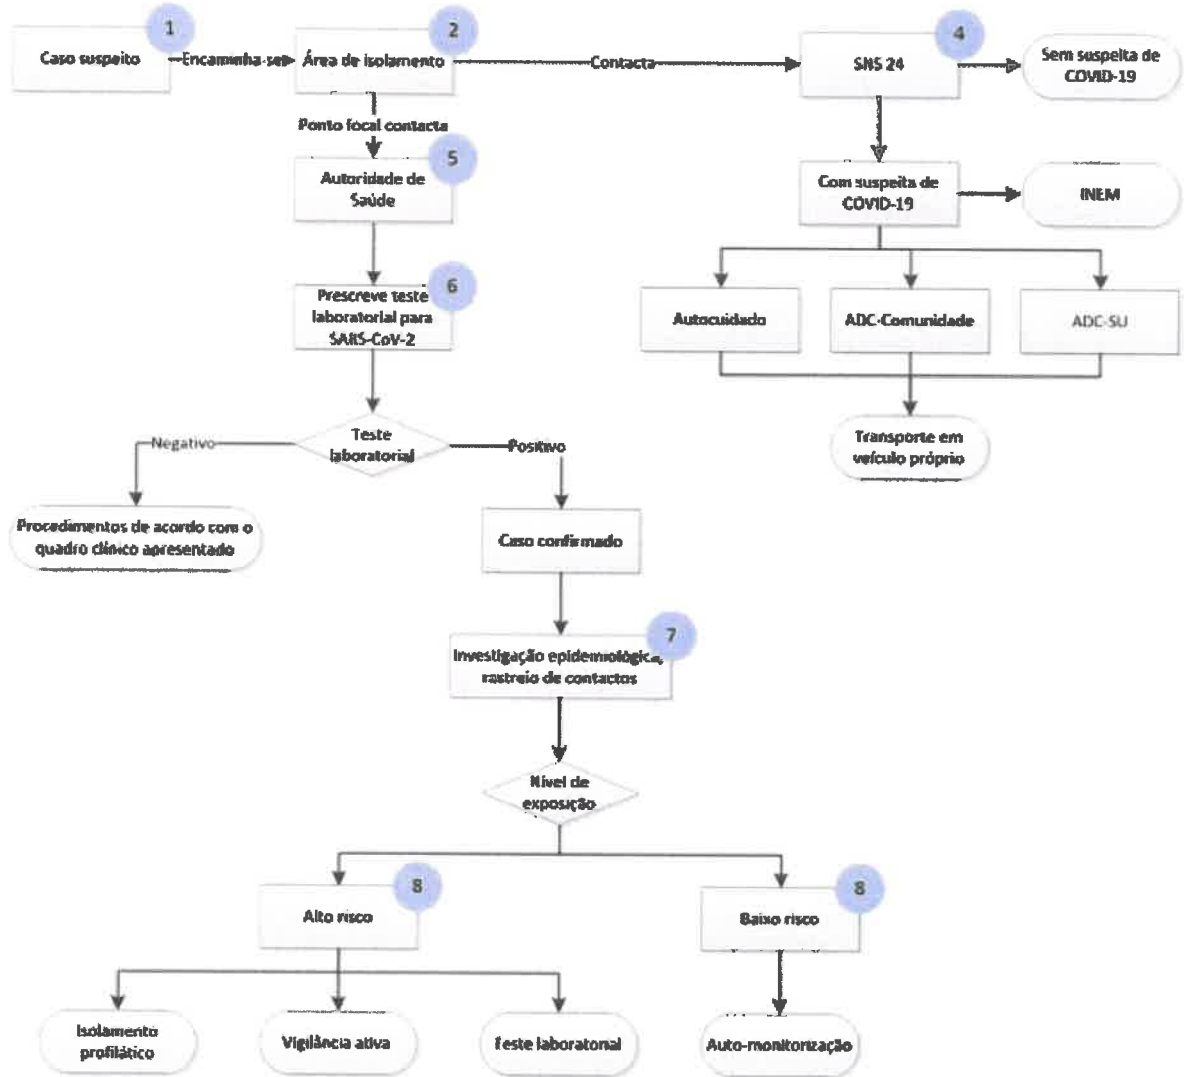 1
Caso suspeito
Encaminha-se
2
Área de isolamento
Contacta
4
SNS 24
Sem suspeita de
COVID-19
Ponto focal contacta
5
Autoridade de
Saúde
Com suspeita de
COVID-19
INEM
6
Prescreve teste
laboratorial para
SARS-CoV-2
Autocuidado
ADC-Comunidade
ADC-SU
Transporte em
veículo próprio
Teste
laboratorial
Negativo
Positivo
Procedimentos de acordo com o
quadro clínico apresentado
Caso confirmado
7
Investigação epidemiológica,
rastreio de contactos
Nível de
exposição
8
Alto risco
8
Baixo risco
Isolamento
profilático
Vigilância ativa
Teste laboratorial
Auto-monitorização